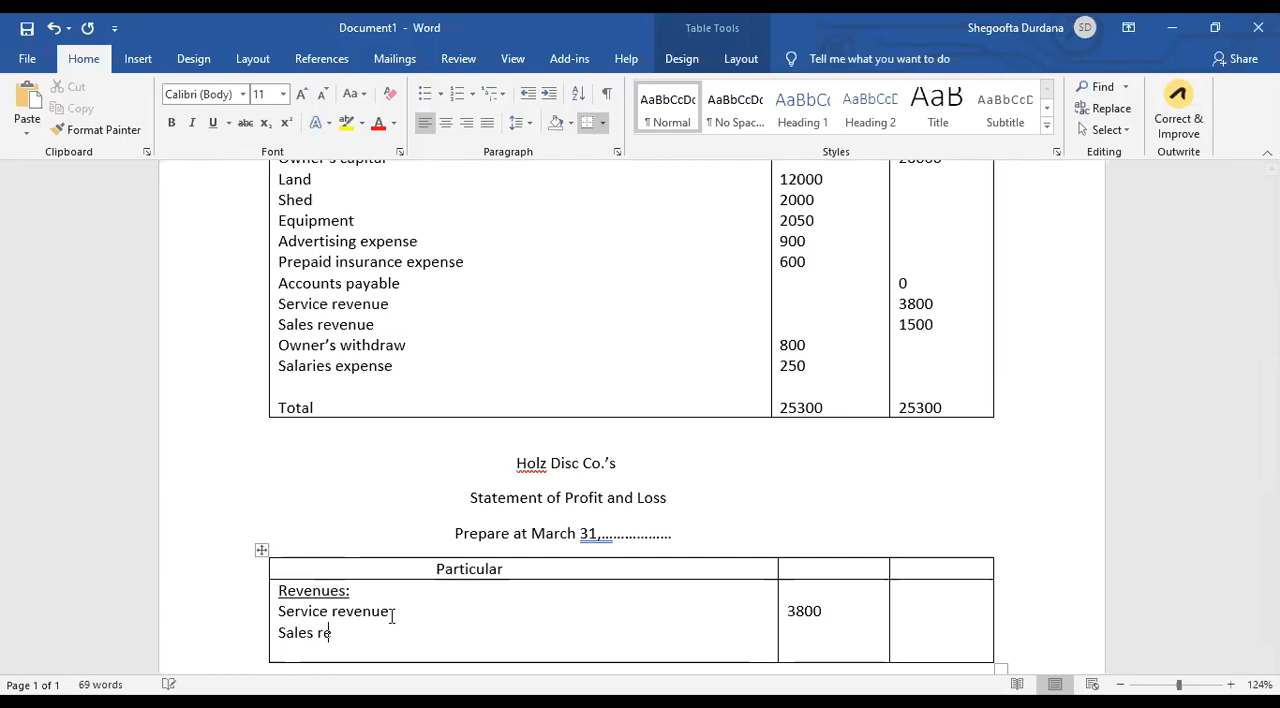 Document1 - Word
Table Tools
Shegoofta Durdana
SD
File
Home
Insert
Design
Layout
References
Mailings
Review
View
Add-ins
Help
Design
Layout
Tell me what you want to do
Share
Paste
Cut
Copy
Format Painter
Clipboard
Calibri (Body)
11
Font
Paragraph
AaBbCcDc
¶ Normal
AaBbCcDc
¶ No Spac...
AaBbCc
Heading 1
AaBbCcD
Heading 2
AaB
Title
AaBbCcD
Subtitle
Styles
Find
Replace
Select
Editing
Correct &
Improve
Outwrite
Owner's capital 20000
Land 12000
Shed 2000
Equipment 2050
Advertising expense 900
Prepaid insurance expense 600
Accounts payable 0
Service revenue 3800
Sales revenue 1500
Owner's withdraw 800
Salaries expense 250
Total 25300 25300
Holz Disc Co.'s
Statement of Profit and Loss
Prepare at March 31,....................
Particular
Revenues:
Service revenue 3800
Sales re
Page 1 of 1
69 words
124%